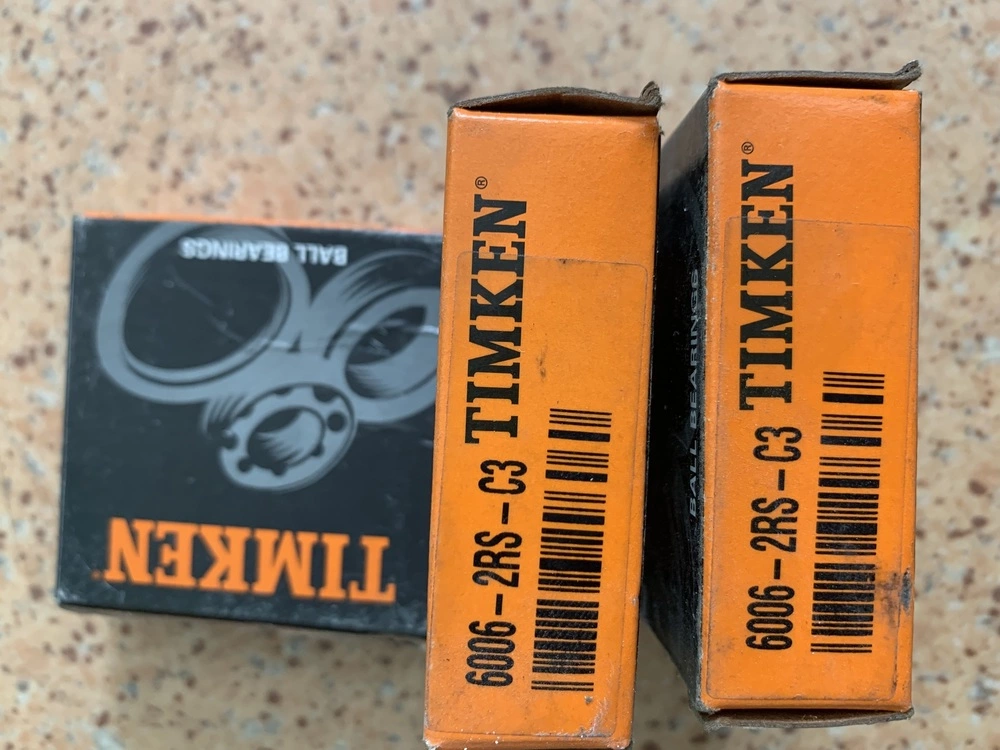 BALL BEARINGS
TIMKEN
TIMKEN®
6006-2RS-C3
BALL BEARINGS
TIMKEN®
6006-2RS-C3